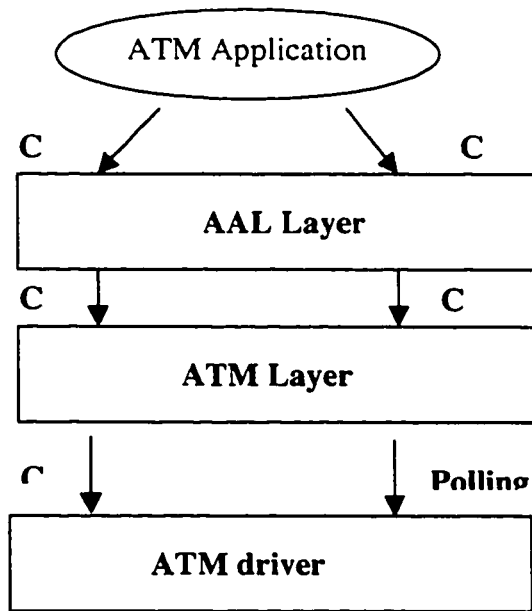 ATM Application
C C
AAL Layer
C C
ATM Layer
C Polling
ATM driver